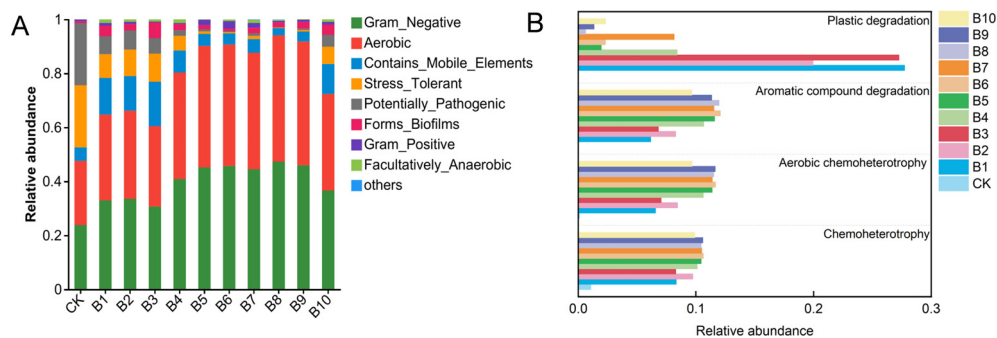 A
Relative abundance
1
0.8
0.6
0.4
0.2
0
CK
B1
B2
B3
B4
B5
B6
B7
B8
B9
B10
Gram_Negative
Aerobic
Contains_Mobile_Elements
Stress_Tolerant
Potentially_Pathogenic
Forms_Biofilms
Gram_Positive
Facultatively_Anaerobic
others
B
Plastic degradation
Aromatic compound degradation
Aerobic chemoheterotrophy
Chemoheterotrophy
0.0
0.1
0.2
0.3
Relative abundance
B10
B9
B8
B7
B6
B5
B4
B3
B2
B1
CK